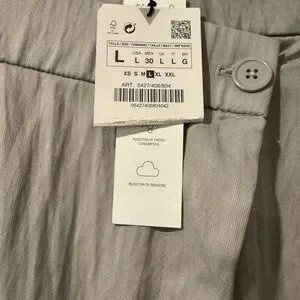 TALLA / SIZE / TAMANHO / TAILLE / MAAT / МЕТЕЖОС
L
USA MEX UK IT BR
L 30 L L G
XS S M L XL XXL
ART. 5427/406/804
05427406804042
REDUCTION OF ENERGY
CONSUMPTION
REDUCTION OF EMISSIONS